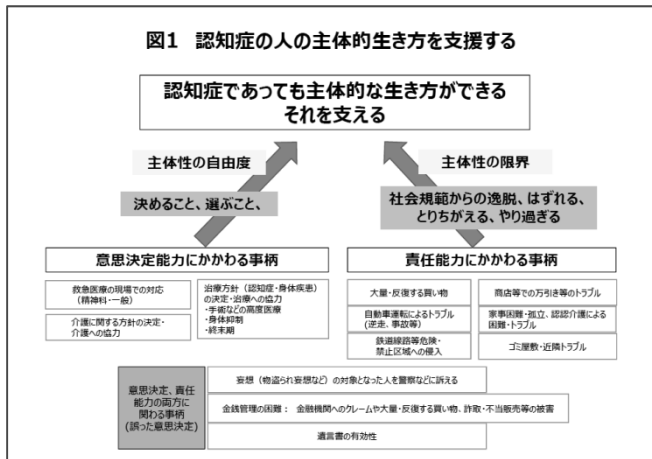 図1 認知症の人の主体的生き方を支援する
認知症であっても主体的な生き方ができる
それを支える
主体性の自由度
主体性の限界
決めること、選ぶこと、
社会規範からの逸脱、はずれる、
とりちがえる、やり過ぎる
意思決定能力にかかわる事柄
責任能力にかかわる事柄
救急医療の現場での対応
(精神科・一般)
介護に関する方針の決定・
介護への協力
治療方針(認知症・身体疾患)
の決定・治療への協力
・手術などの高度医療
・身体抑制
・終末期
大量・反復する買い物
商店等での万引き等のトラブル
自動車運転によるトラブル
(逆走、事故等)
家事困難・孤立、認認介護による
困難・トラブル
鉄道線路等危険・
禁止区域への侵入
ゴミ屋敷・近隣トラブル
意思決定、責任
能力の両方に
関わる事柄
(誤った意思決定)
妄想(物盗られ妄想など)の対象となった人を警察などに訴える
金銭管理の困難: 金融機関へのクレームや大量・反復する買い物、詐取・不当販売等の被害
遺言書の有効性